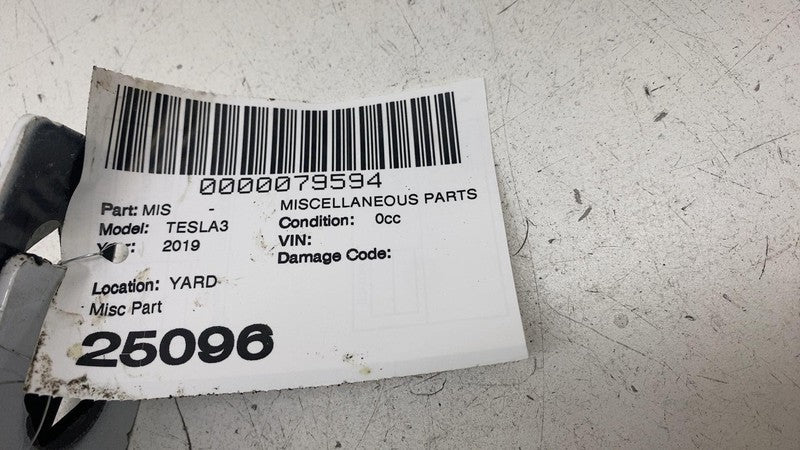 0000079594
Part: MIS - MISCELLANEOUS PARTS
Model: TESLA3 Condition: 0cc
2019 VIN:
Damage Code:
Location: YARD
Misc Part
25096